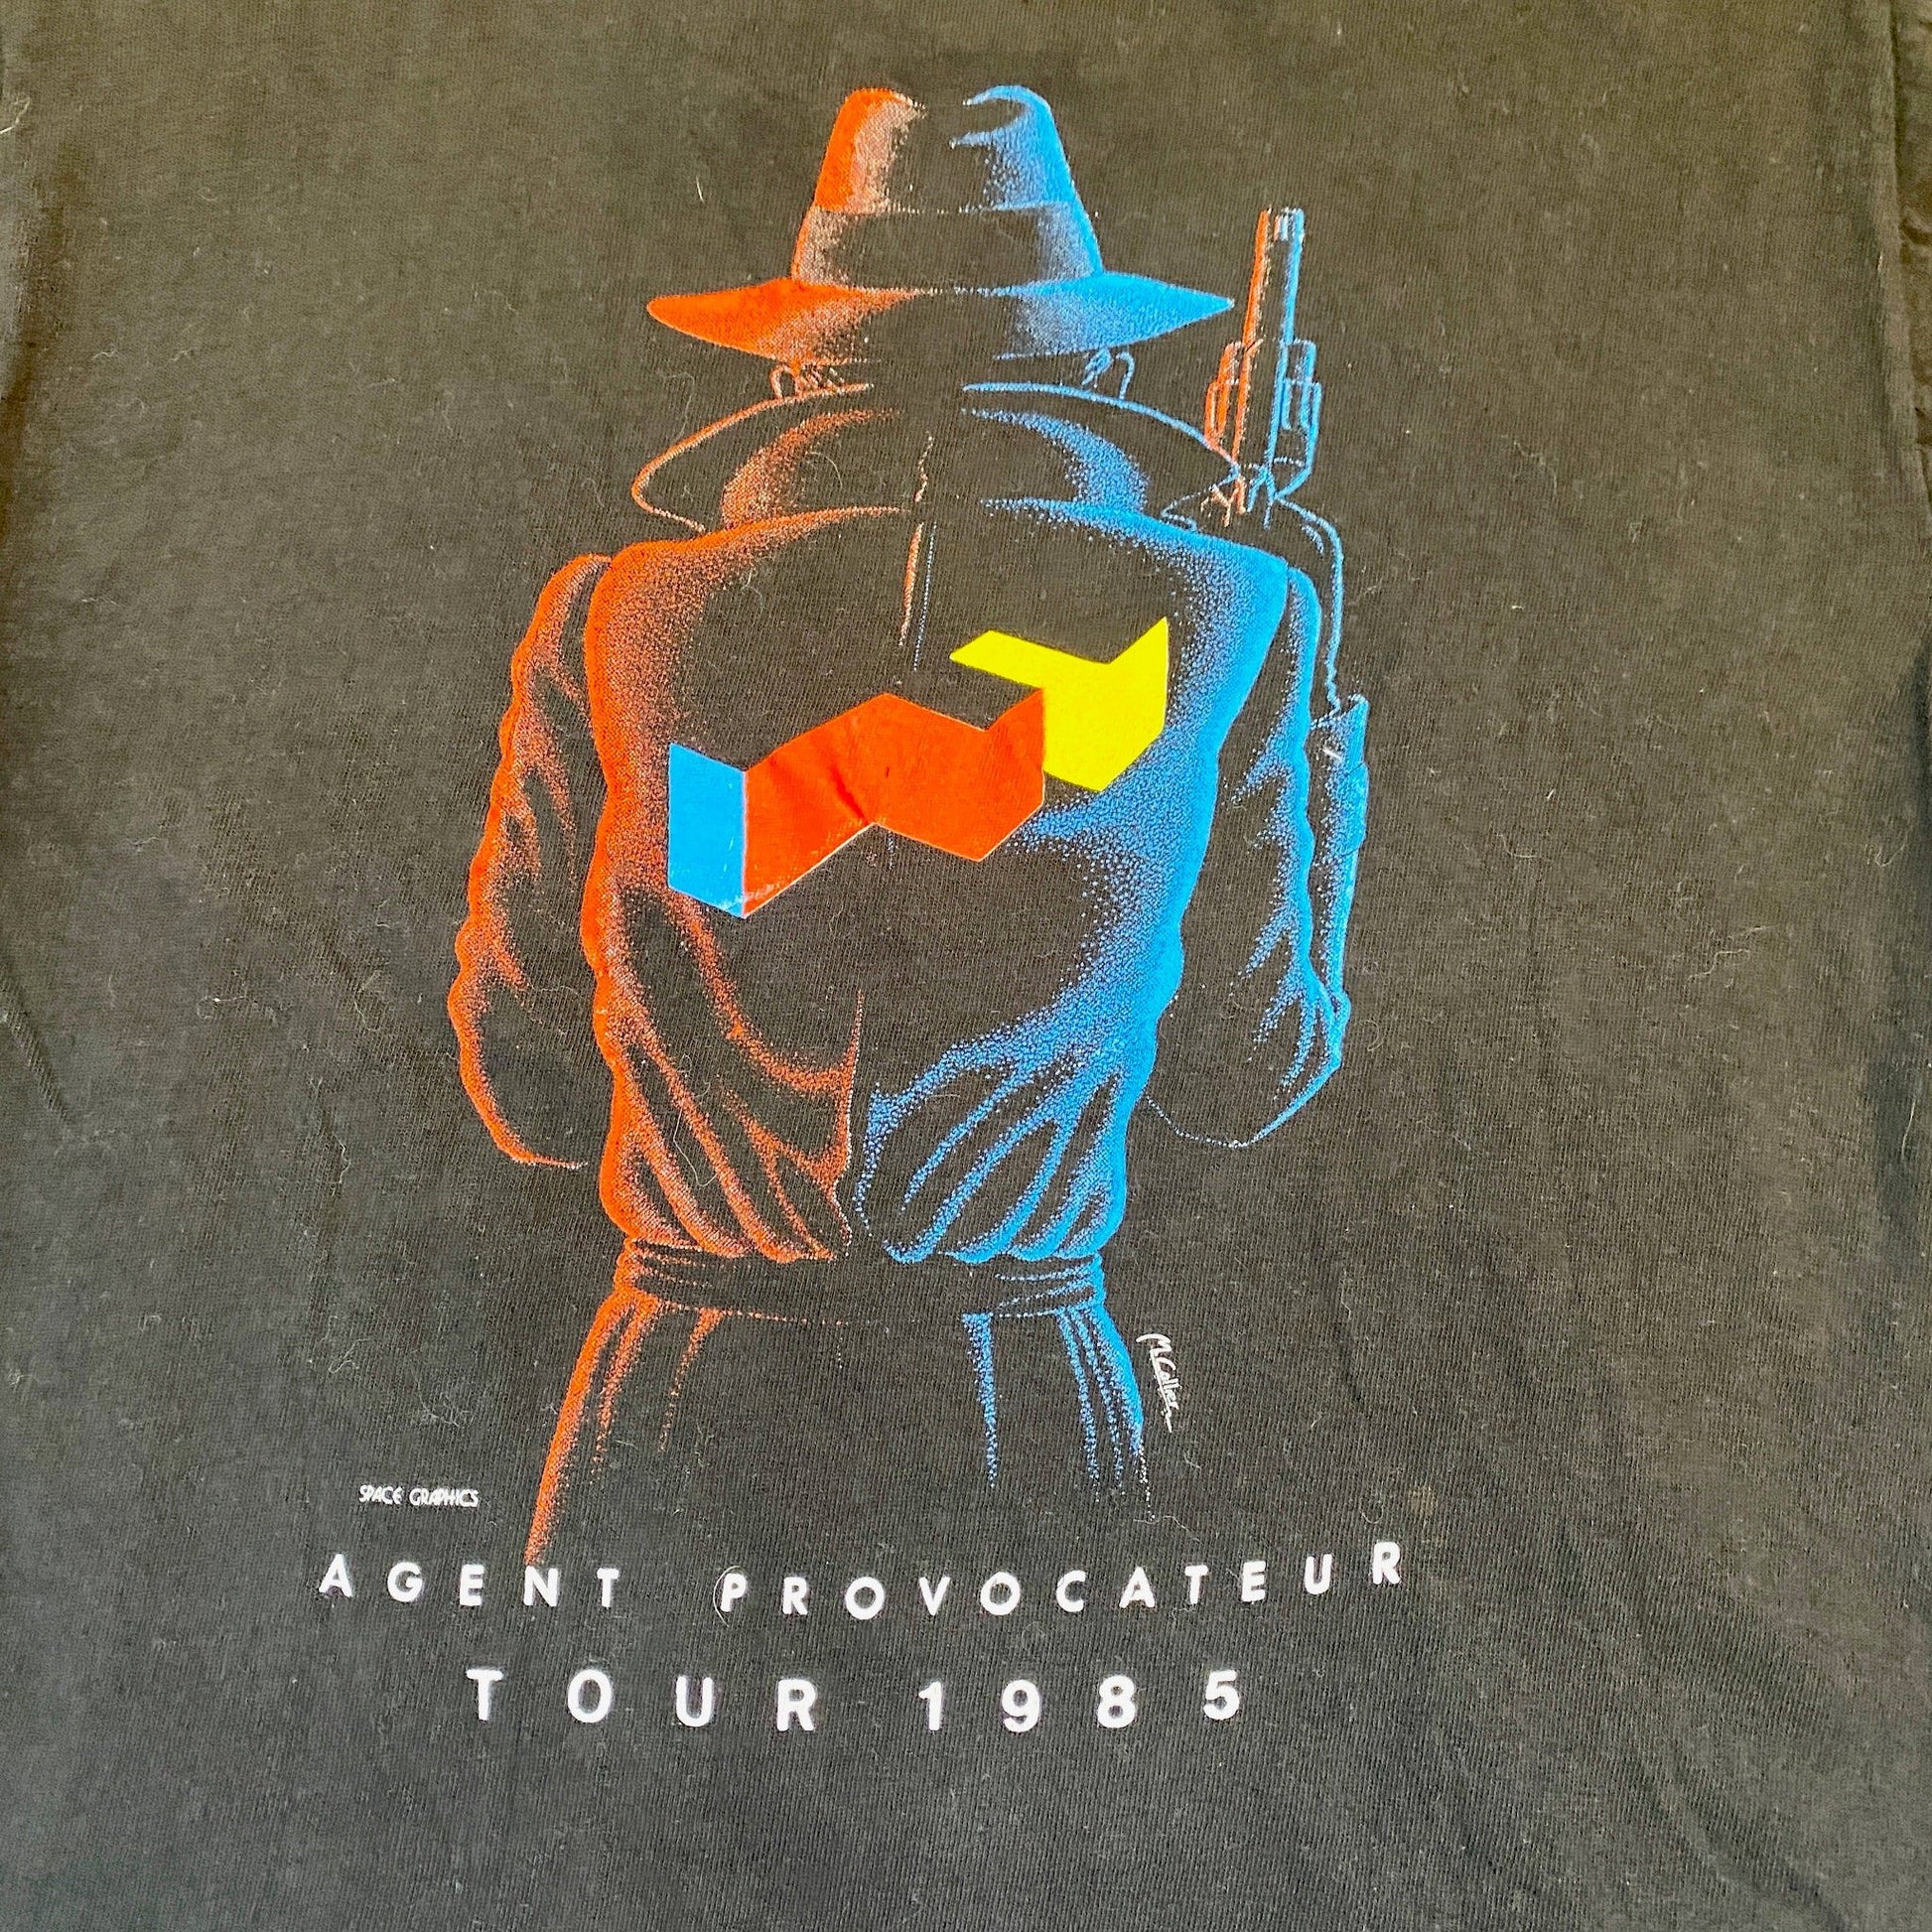 SPACE GRAPHICS
AGENT PROVOCATEUR
TOUR 1985